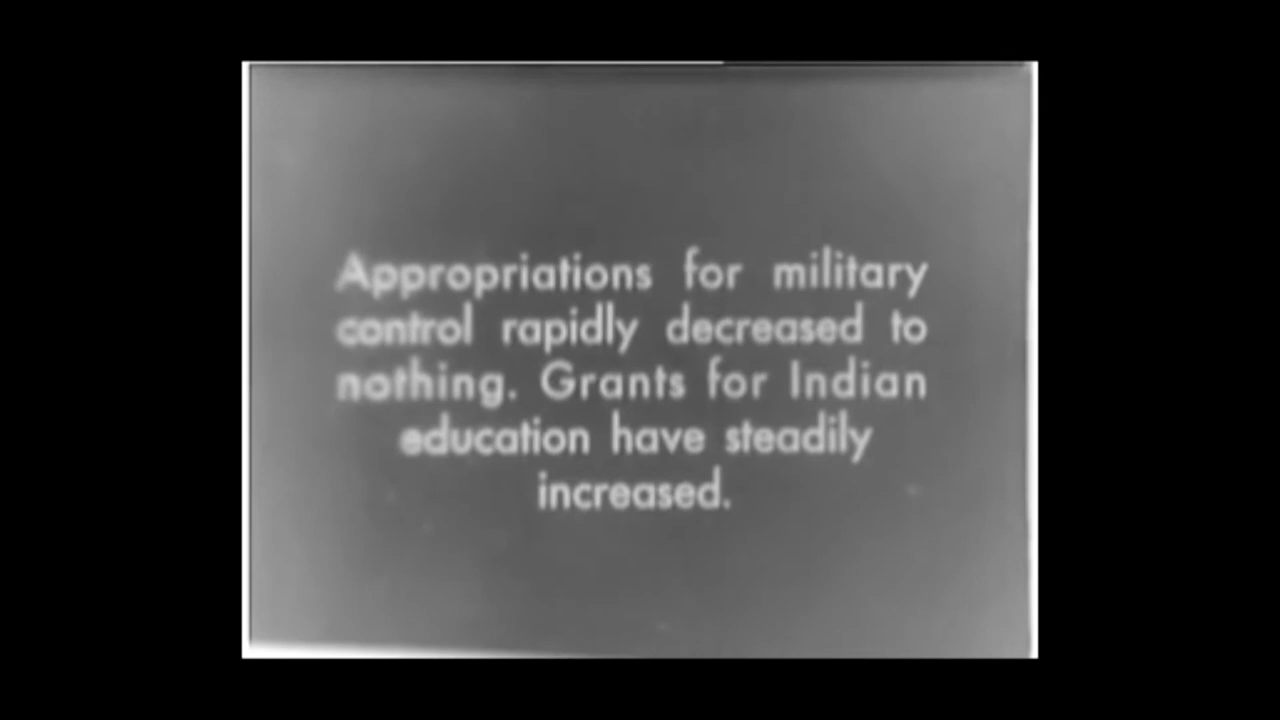 Appropriations for military
control rapidly decreased to
nothing. Grants for Indian
education have steadily
increased.